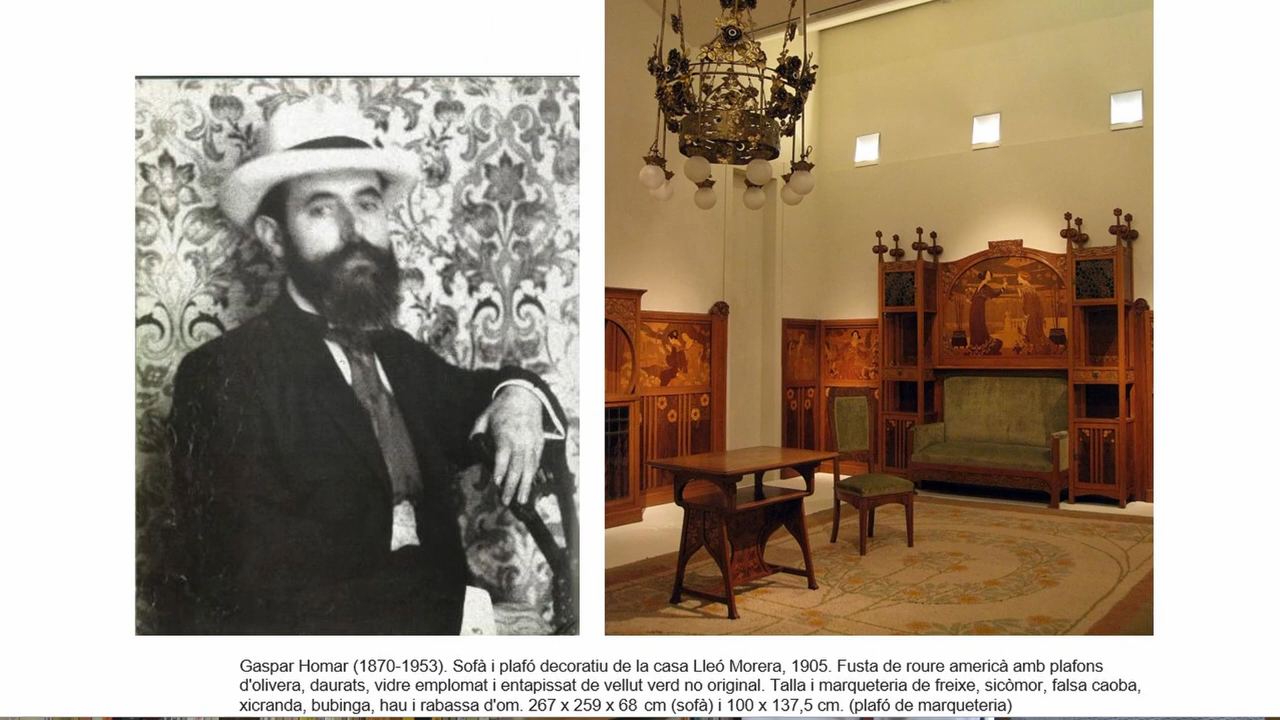 Gaspar Homar (1870-1953). Sofà i plafó decoratiu de la casa Lleó Morera, 1905. Fusta de roure americà amb plafons
d'olivera, daurats, vidre emplomat i entapissat de vellut verd no original. Talla i marqueteria de freixe, sicòmor, falsa caoba,
xicranda, bubinga, hau i rabassa d'om. 267 x 259 x 68 cm (sofà) i 100 x 137,5 cm. (plafó de marqueteria)